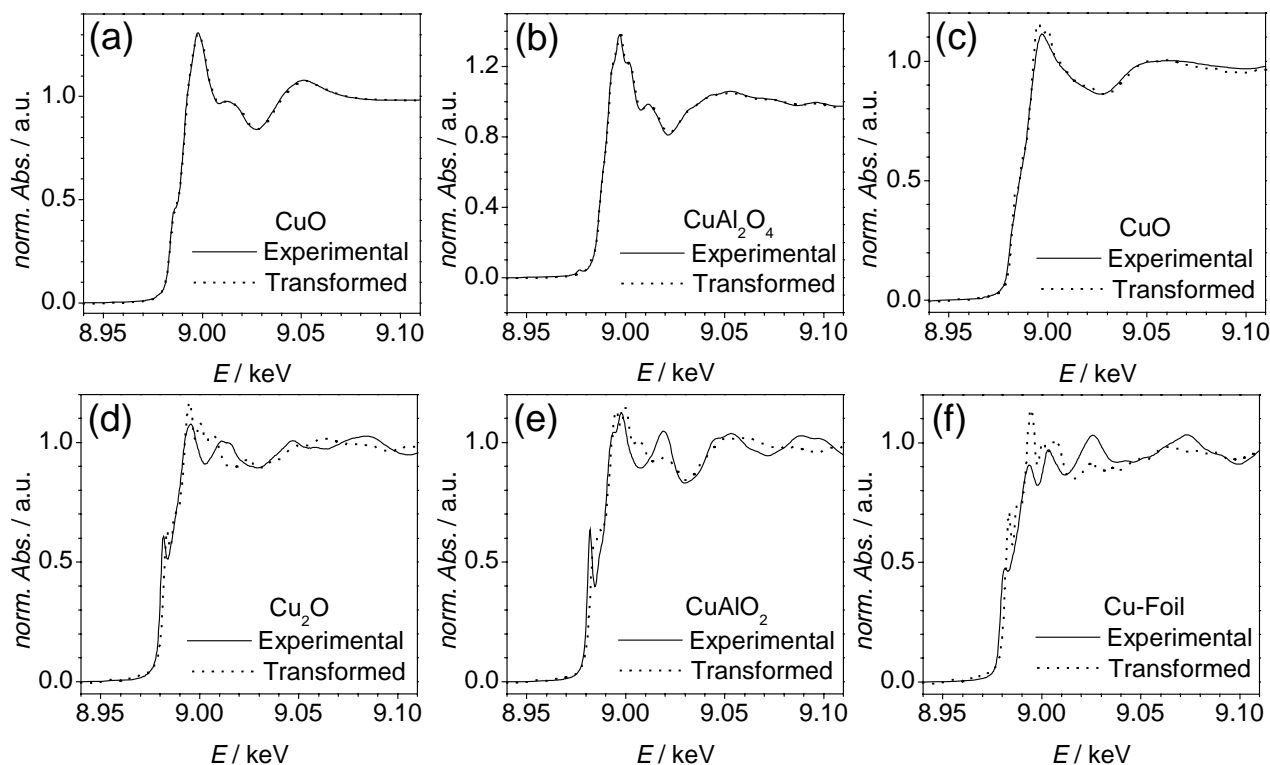 (a)
norm. Abs. / a.u.
1.0
0.5
0.0
CuO
Experimental
Transformed
8.95 9.00 9.05 9.10
E / keV
(b)
norm. Abs. / a.u.
1.2
0.8
0.4
0.0
CuAl₂O₄
Experimental
Transformed
8.95 9.00 9.05 9.10
E / keV
(c)
norm. Abs. / a.u.
1.0
0.5
0.0
CuO
Experimental
Transformed
8.95 9.00 9.05 9.10
E / keV
(d)
norm. Abs. / a.u.
1.0
0.5
0.0
Cu₂O
Experimental
Transformed
8.95 9.00 9.05 9.10
E / keV
(e)
norm. Abs. / a.u.
1.0
0.5
0.0
CuAlO₂
Experimental
Transformed
8.95 9.00 9.05 9.10
E / keV
(f)
norm. Abs. / a.u.
1.0
0.5
0.0
Cu-Foil
Experimental
Transformed
8.95 9.00 9.05 9.10
E / keV